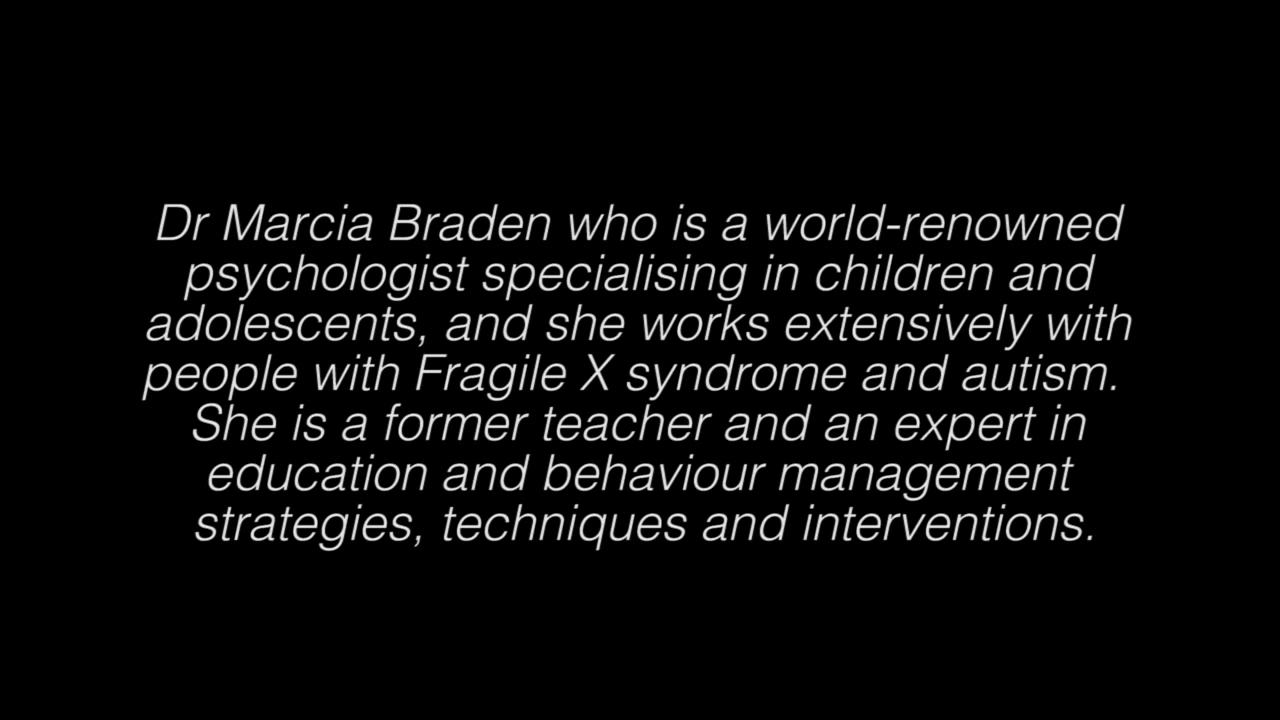 Dr Marcia Braden who is a world-renowned
psychologist specialising in children and
adolescents, and she works extensively with
people with Fragile X syndrome and autism.
She is a former teacher and an expert in
education and behaviour management
strategies, techniques and interventions.